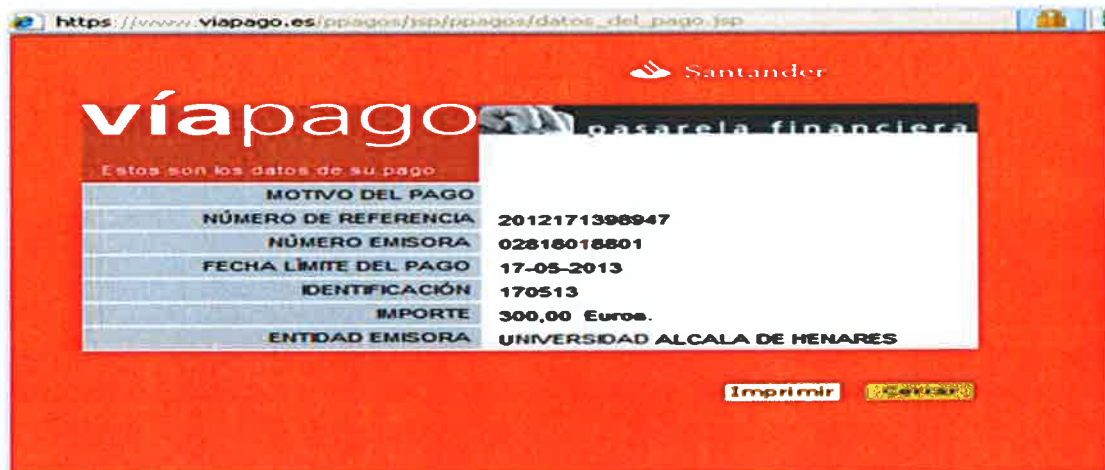 https://www.viapago.es/ppagos/jsp/ppagos/datos_del_pago.jsp
Santander
víapago
pasarela financiera
Estos son los datos de su pago
MOTIVO DEL PAGO
NÚMERO DE REFERENCIA 2012171398947
NÚMERO EMISORA 02818018801
FECHA LÍMITE DEL PAGO 17-05-2013
IDENTIFICACIÓN 170513
IMPORTE 300,00 Euros.
ENTIDAD EMISORA UNIVERSIDAD ALCALA DE HENARES
Imprimir Cerrar